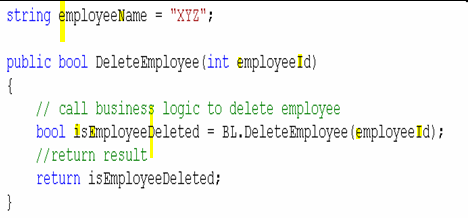 string employeeName = "XYZ";
public bool DeleteEmployee(int employeeId)
{
// call business logic to delete employee
bool isEmployeeDeleted = BL.DeleteEmployee(employeeId);
//return result
return isEmployeeDeleted;
}